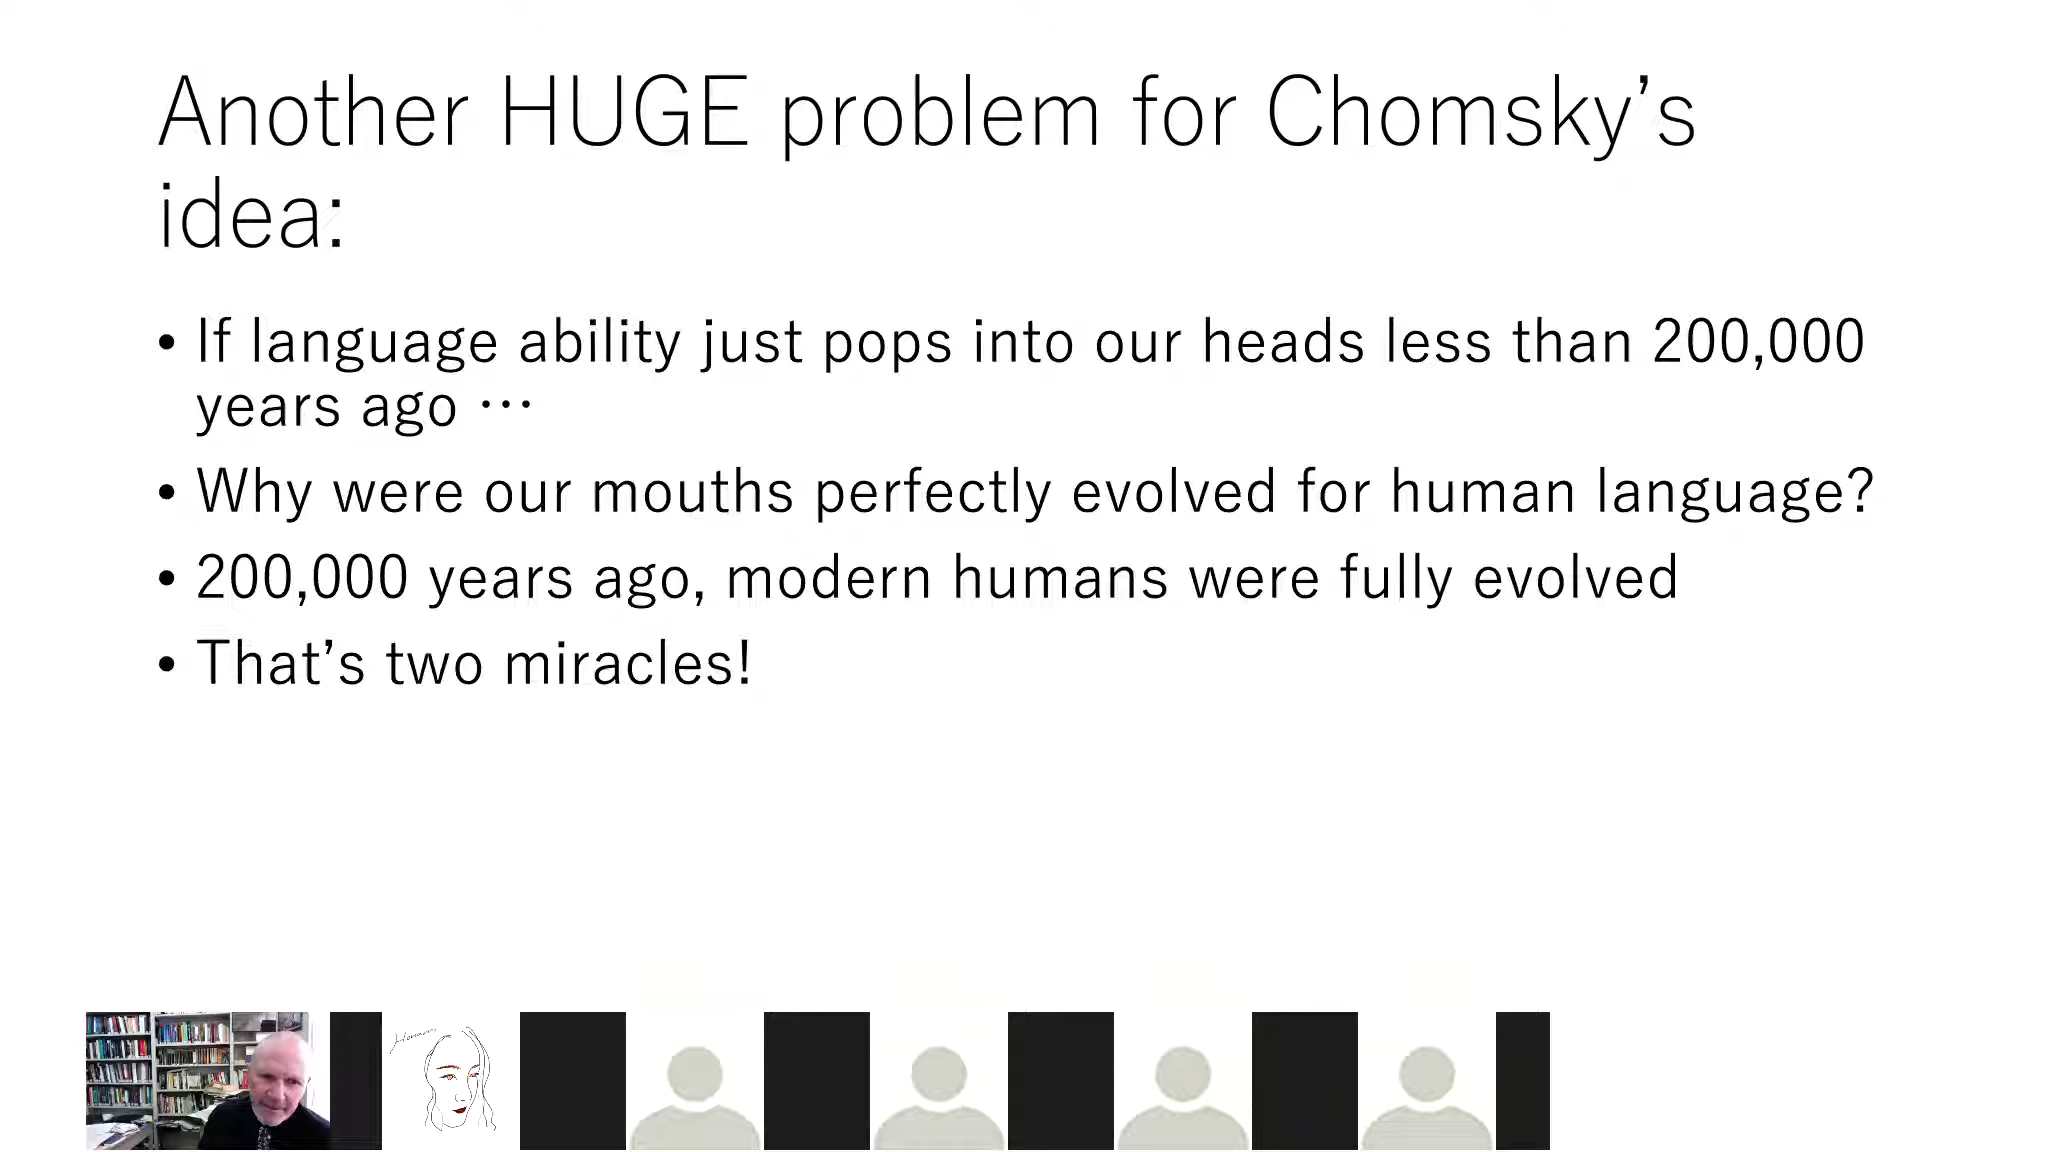 Another HUGE problem for Chomsky’s
idea:
• If language ability just pops into our heads less than 200,000
years ago …
• Why were our mouths perfectly evolved for human language?
• 200,000 years ago, modern humans were fully evolved
• That’s two miracles!